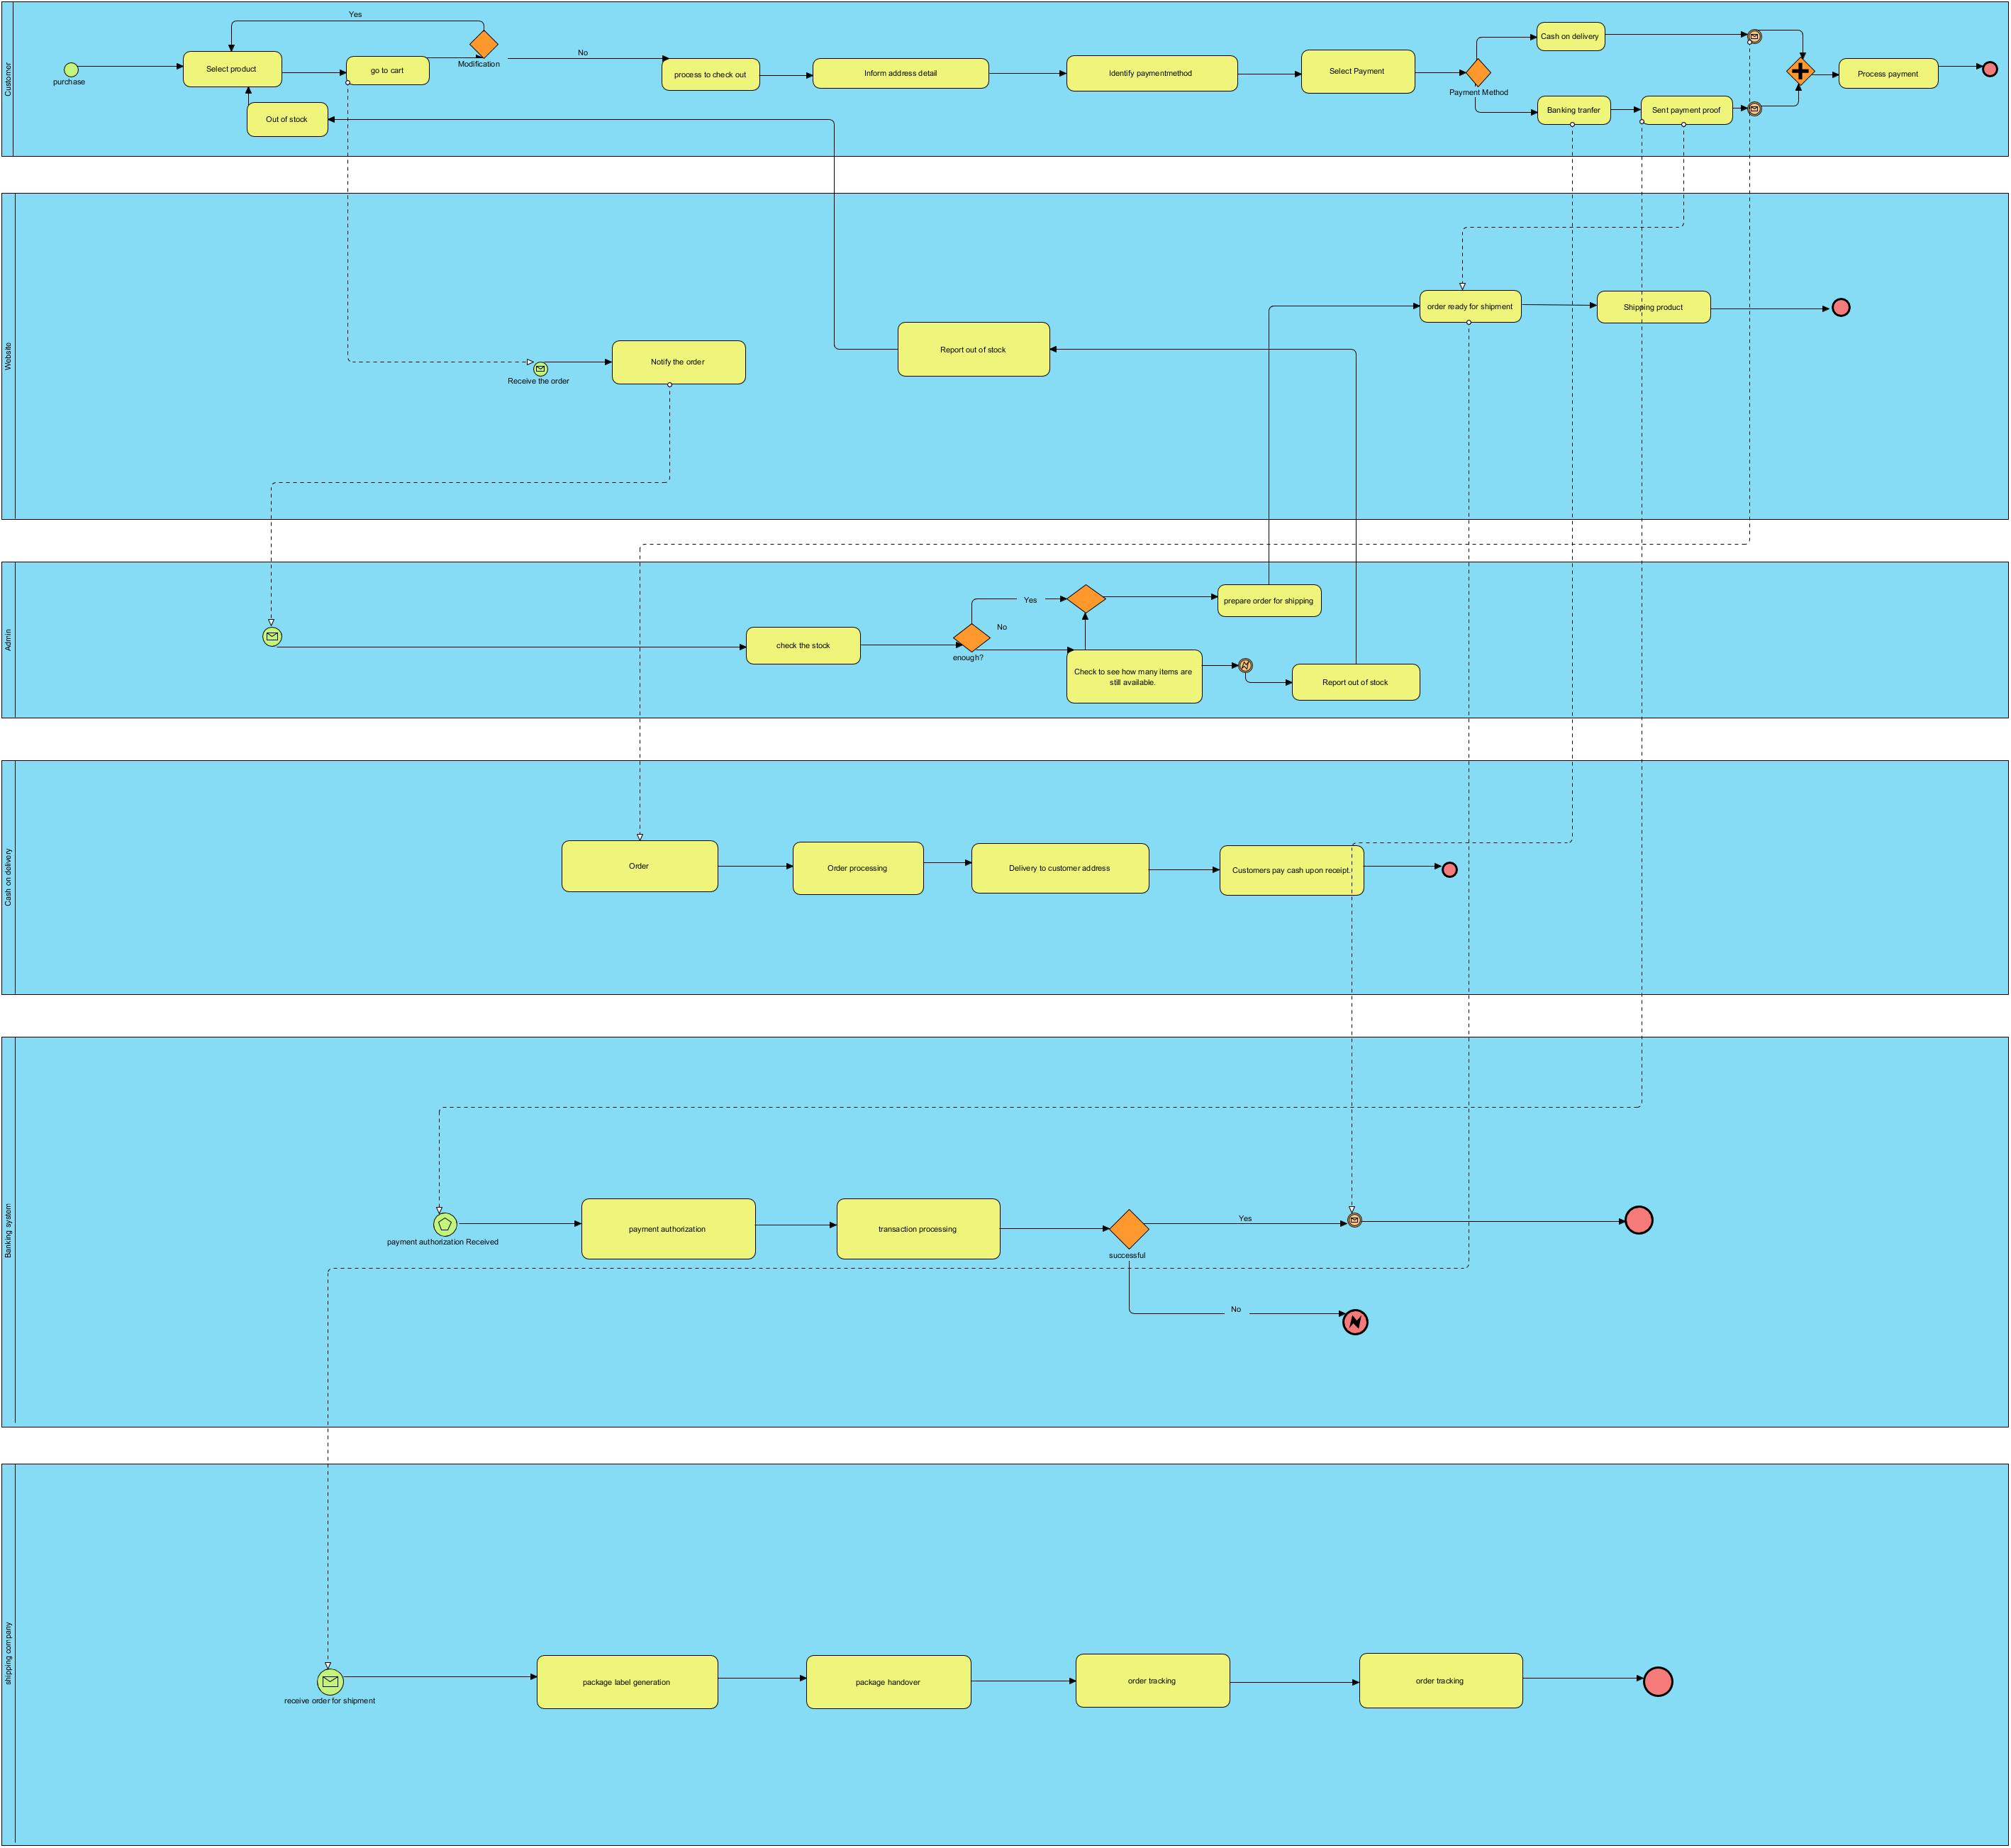 Customer
Yes
purchase
Select product
go to cart
Modification
No
process to check out
Inform address detail
Identify paymentmethod
Select Payment
Payment Method
Cash on delivery
Banking tranfer
Sent payment proof
Process payment
Out of stock
Website
Receive the order
Notify the order
Report out of stock
order ready for shipment
Shipping product
Admin
check the stock
enough?
Yes
No
prepare order for shipping
Check to see how many items are
still available.
Report out of stock
Cash on delivery
Order
Order processing
Delivery to customer address
Customers pay cash upon receipt.
Banking system
payment authorization Received
payment authorization
transaction processing
successful
Yes
No
shipping company
receive order for shipment
package label generation
package handover
order tracking
order tracking